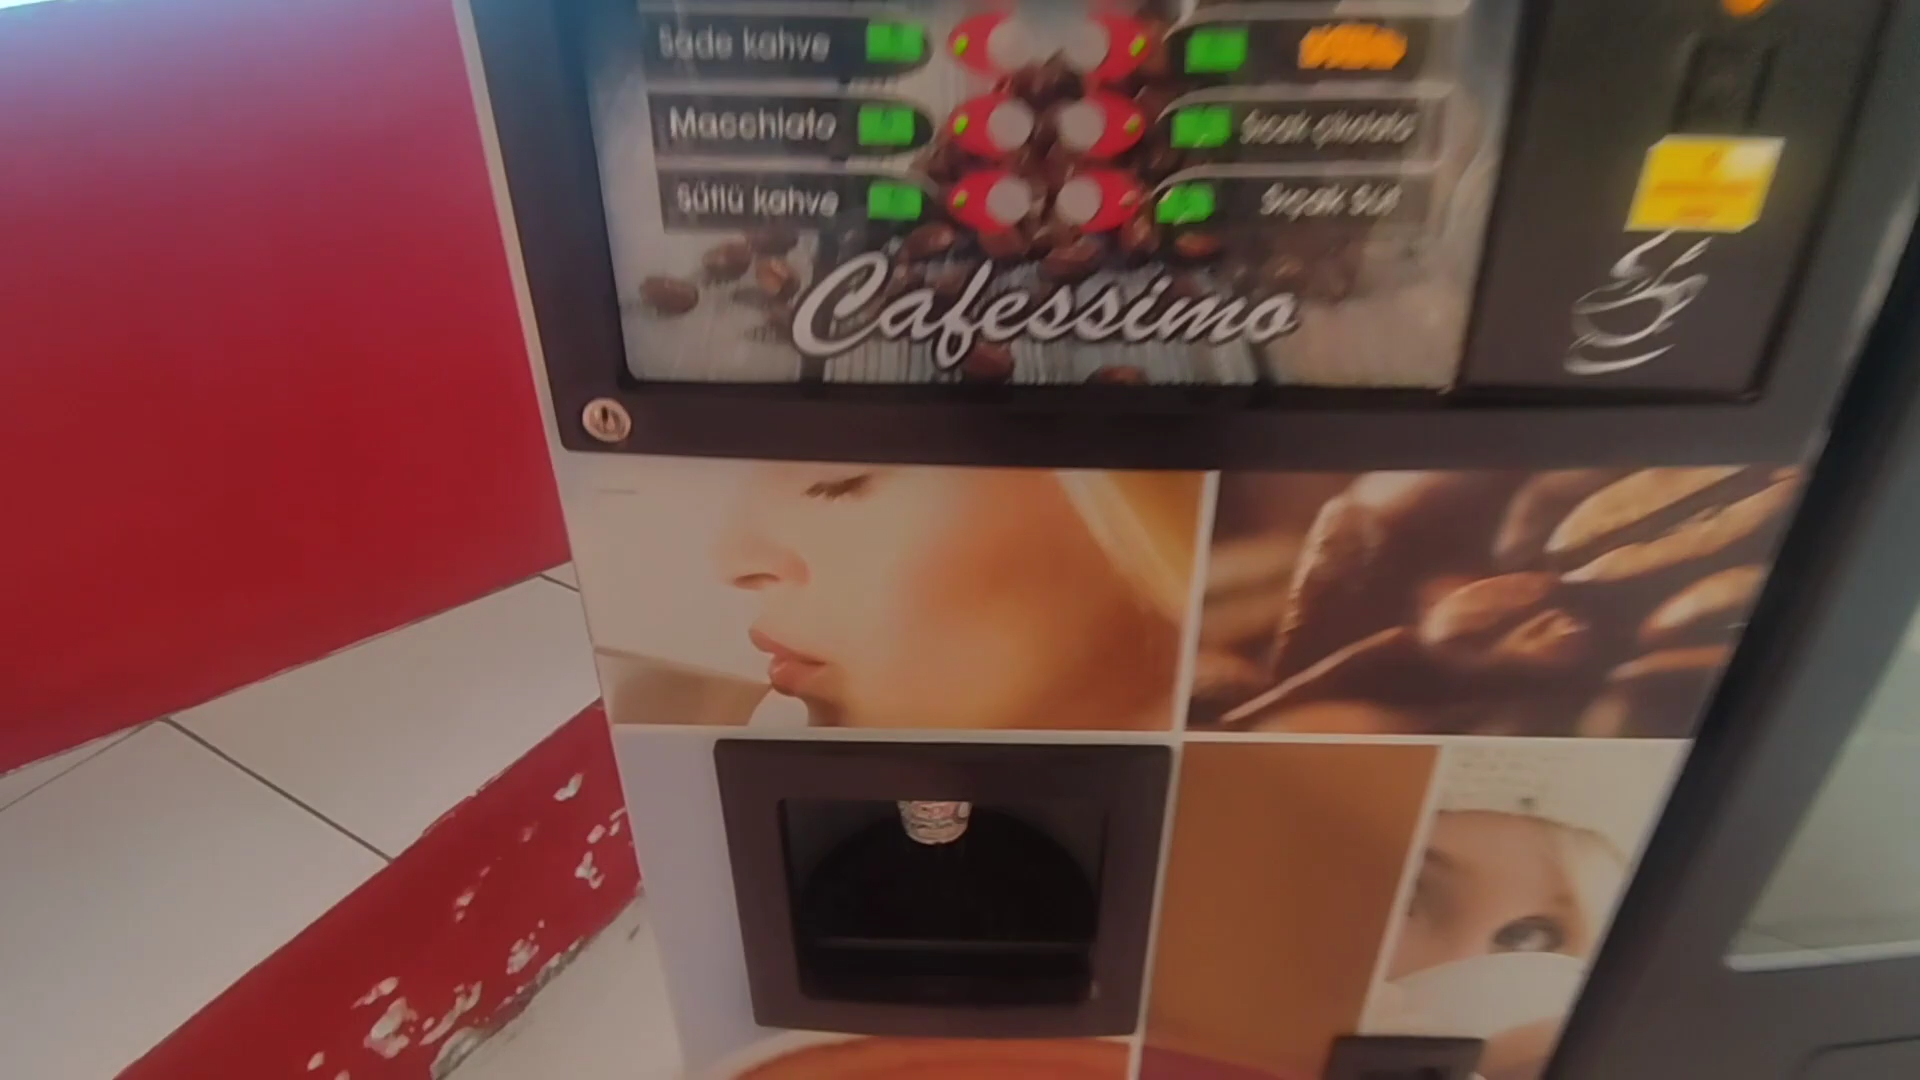 Sade kahve
Macchiato
Sıcak çikolata
Sütlü kahve
Sıcak Süt
Cafessimo